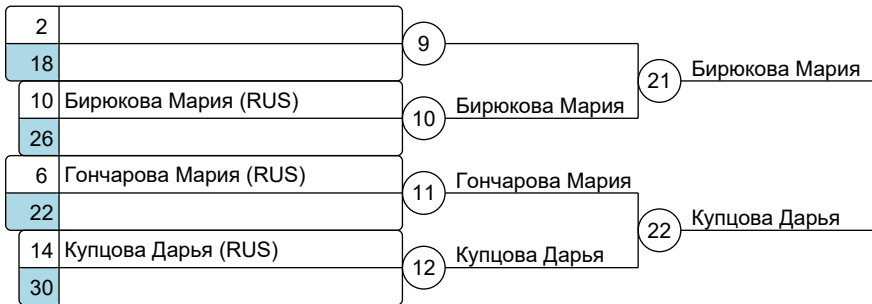 2
9
18
21 Бирюкова Мария
10 Бирюкова Мария (RUS)
10 Бирюкова Мария
26
6 Гончарова Мария (RUS)
11 Гончарова Мария
22
22 Купцова Дарья
14 Купцова Дарья (RUS)
12 Купцова Дарья
30